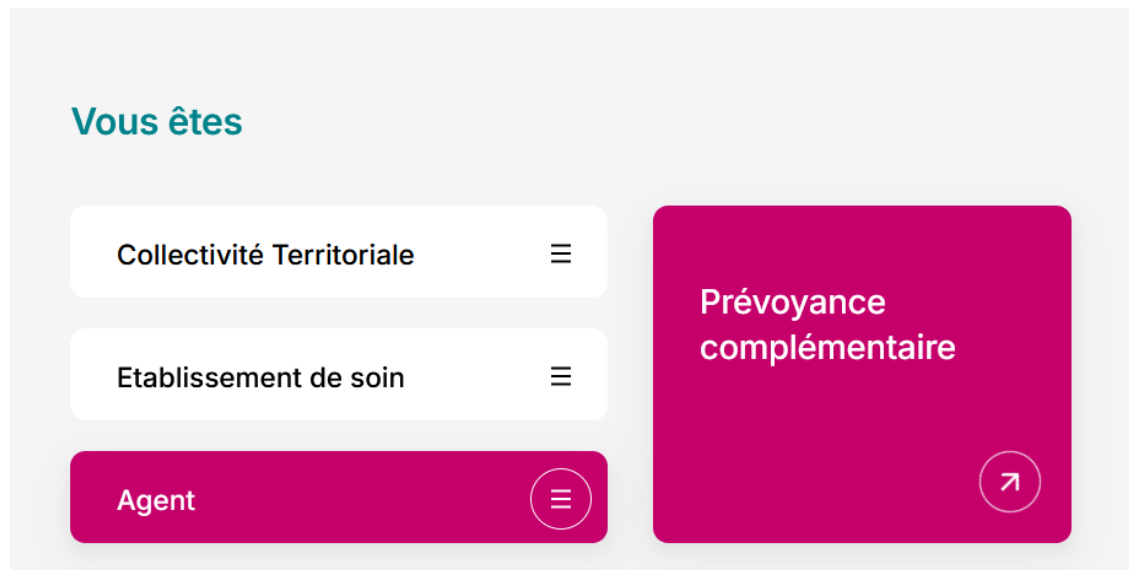 Vous êtes
Collectivité Territoriale
Etablissement de soin
Agent
Prévoyance
complémentaire